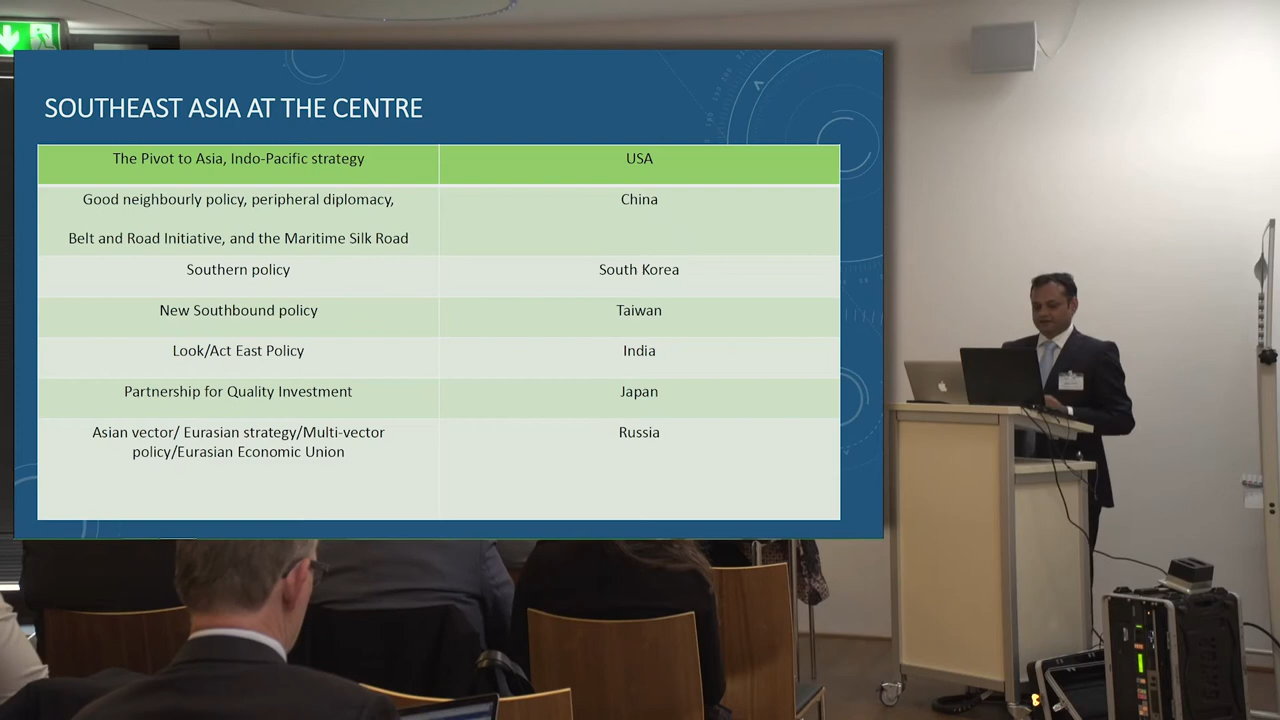 SOUTHEAST ASIA AT THE CENTRE
The Pivot to Asia, Indo-Pacific strategy USA
Good neighbourly policy, peripheral diplomacy, China
Belt and Road Initiative, and the Maritime Silk Road
Southern policy South Korea
New Southbound policy Taiwan
Look/Act East Policy India
Partnership for Quality Investment Japan
Asian vector/ Eurasian strategy/Multi-vector Russia
policy/Eurasian Economic Union